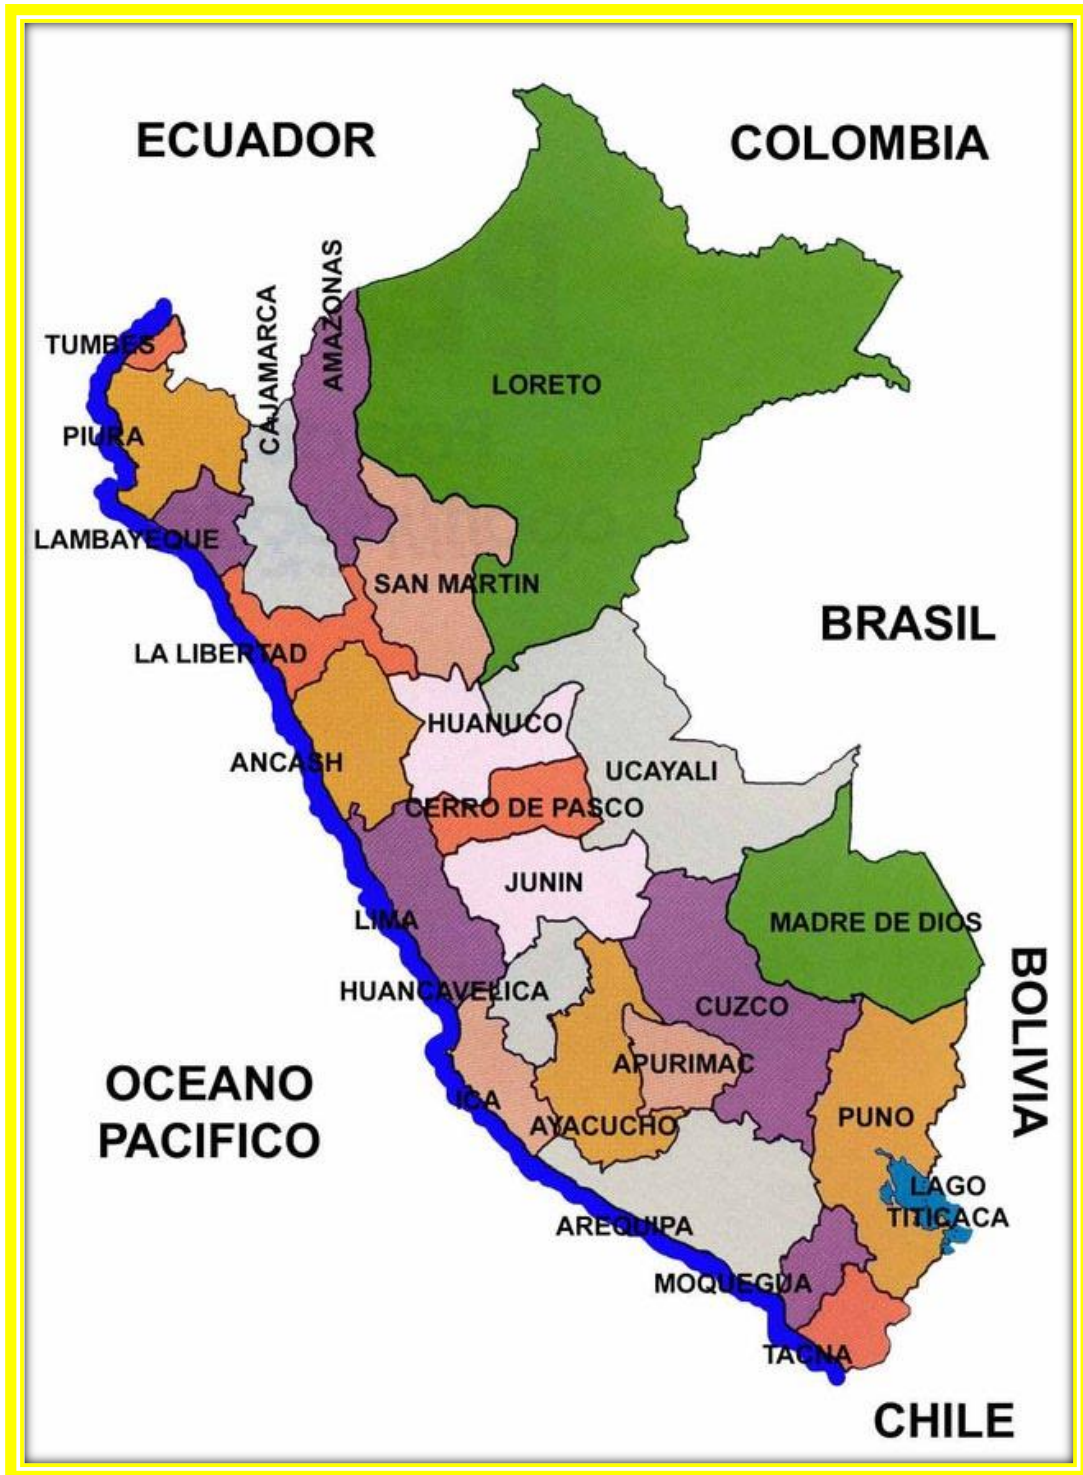 ECUADOR
COLOMBIA
AMAZONAS
CAJAMARCA
TUMBES
LORETO
PIURA
LAMBAYEQUE
SAN MARTIN
BRASIL
LA LIBERTAD
HUANUCO
ANCASH
UCAYALI
CERRO DE PASCO
JUNIN
LIMA
MADRE DE DIOS
HUANCAVELICA
CUZCO
BOLIVIA
APURIMAC
OCEANO
PACIFICO
ICA
AYACUCHO
PUNO
LAGO
TITICACA
AREQUIPA
MOQUEGUA
TACNA
CHILE